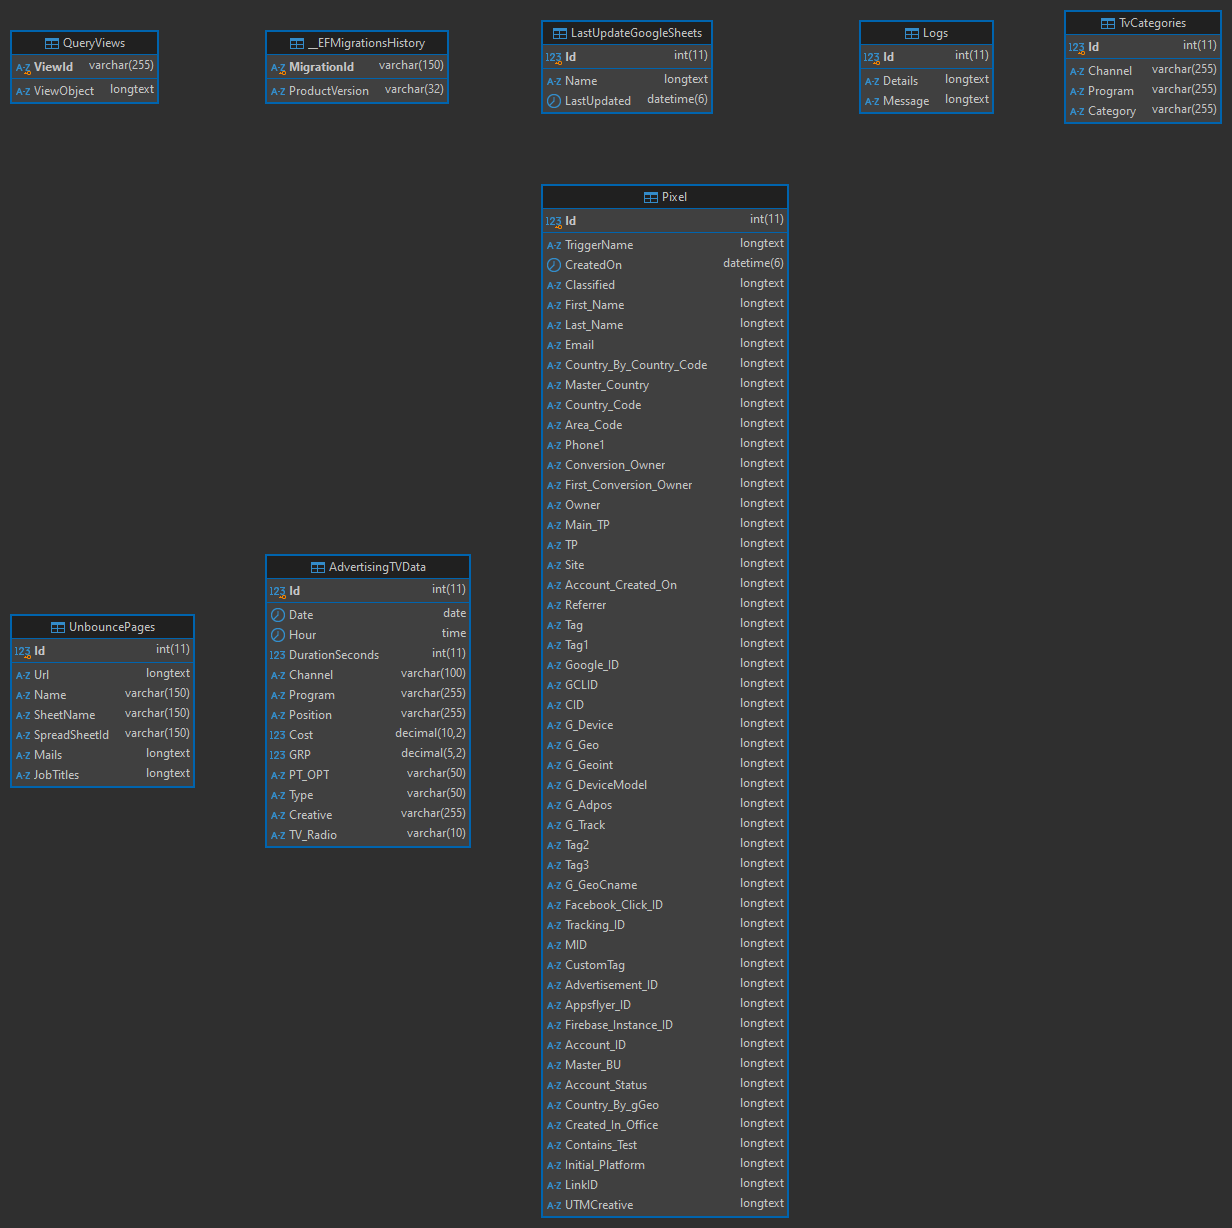 QueryViews
ViewId varchar(255)
ViewObject longtext
__EFMigrationsHistory
MigrationId varchar(150)
ProductVersion varchar(32)
LastUpdateGoogleSheets
Id int(11)
Name longtext
LastUpdated datetime(6)
Logs
Id int(11)
Details longtext
Message longtext
TvCategories
Id int(11)
Channel varchar(255)
Program varchar(255)
Category varchar(255)
UnbouncePages
Id int(11)
Url longtext
Name varchar(150)
SheetName varchar(150)
SpreadSheetId varchar(150)
Mails longtext
JobTitles longtext
AdvertisingTVData
Id int(11)
Date date
Hour time
DurationSeconds int(11)
Channel varchar(100)
Program varchar(255)
Position varchar(255)
Cost decimal(10,2)
GRP decimal(5,2)
PT_OPT varchar(50)
Type varchar(50)
Creative varchar(255)
TV_Radio varchar(10)
Pixel
Id int(11)
TriggerName longtext
CreatedOn datetime(6)
Classified longtext
First_Name longtext
Last_Name longtext
Email longtext
Country_By_Country_Code longtext
Master_Country longtext
Country_Code longtext
Area_Code longtext
Phone1 longtext
Conversion_Owner longtext
First_Conversion_Owner longtext
Owner longtext
Main_TP longtext
TP longtext
Site longtext
Account_Created_On longtext
Referrer longtext
Tag longtext
Tag1 longtext
Google_ID longtext
GCLID longtext
CID longtext
G_Device longtext
G_Geo longtext
G_Geoint longtext
G_DeviceModel longtext
G_Adpos longtext
G_Track longtext
Tag2 longtext
Tag3 longtext
G_GeoCname longtext
Facebook_Click_ID longtext
Tracking_ID longtext
MID longtext
CustomTag longtext
Advertisement_ID longtext
Appsflyer_ID longtext
Firebase_Instance_ID longtext
Account_ID longtext
Master_BU longtext
Account_Status longtext
Country_By_gGeo longtext
Created_In_Office longtext
Contains_Test longtext
Initial_Platform longtext
LinkID longtext
UTMCreative longtext